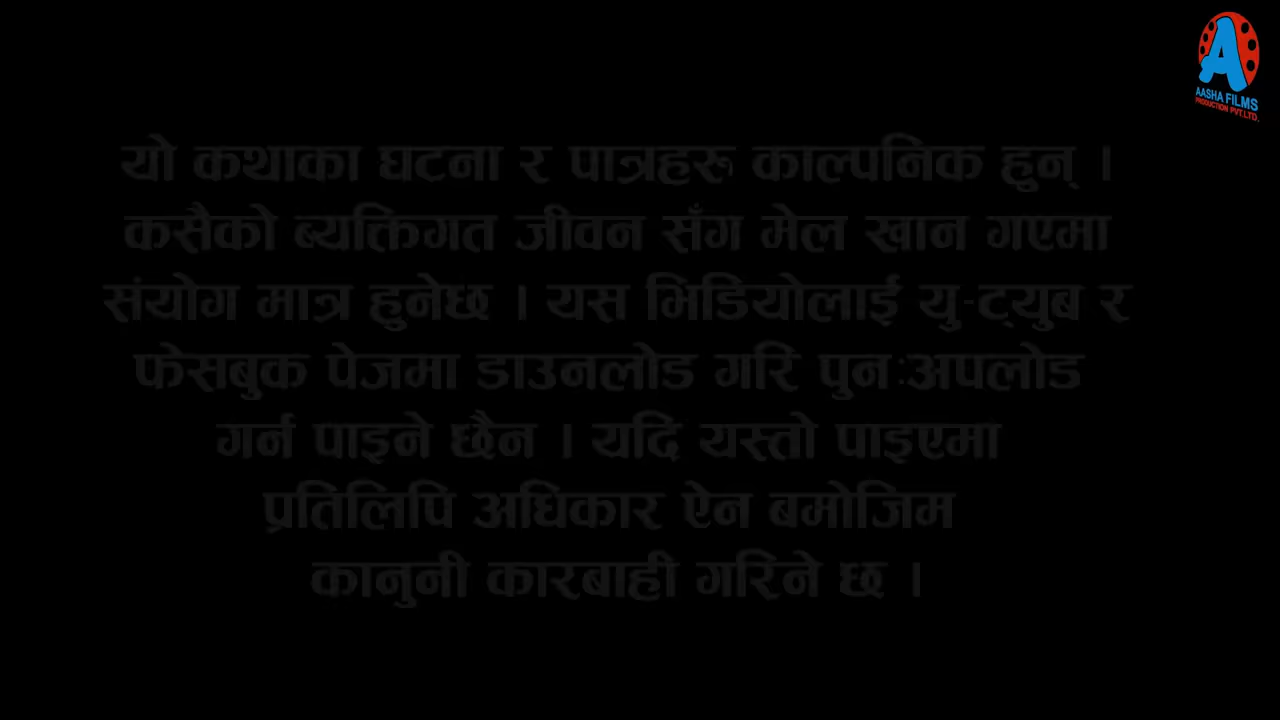 AASHA FILMS
PRODUCTION PVT.LTD.
यो कथाका घटना र पात्रहरु काल्पनिक हुन् ।
कसैको ब्यक्तिगत जीवन सँग मेल खान गएमा
संयोग मात्र हुनेछ । यस भिडियोलाई यु-ट्युब र
फेसबुक पेजमा डाउनलोड गरि पुनःअपलोड
गर्न पाइने छैन । यदि यस्तो पाइएमा
प्रतिलिपि अधिकार ऐन बमोजिम
कानुनी कारबाही गरिने छ ।